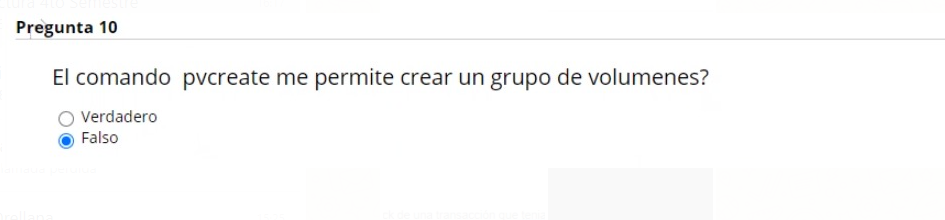 Pregunta 10
El comando pvcreate me permite crear un grupo de volumenes?
Verdadero
Falso